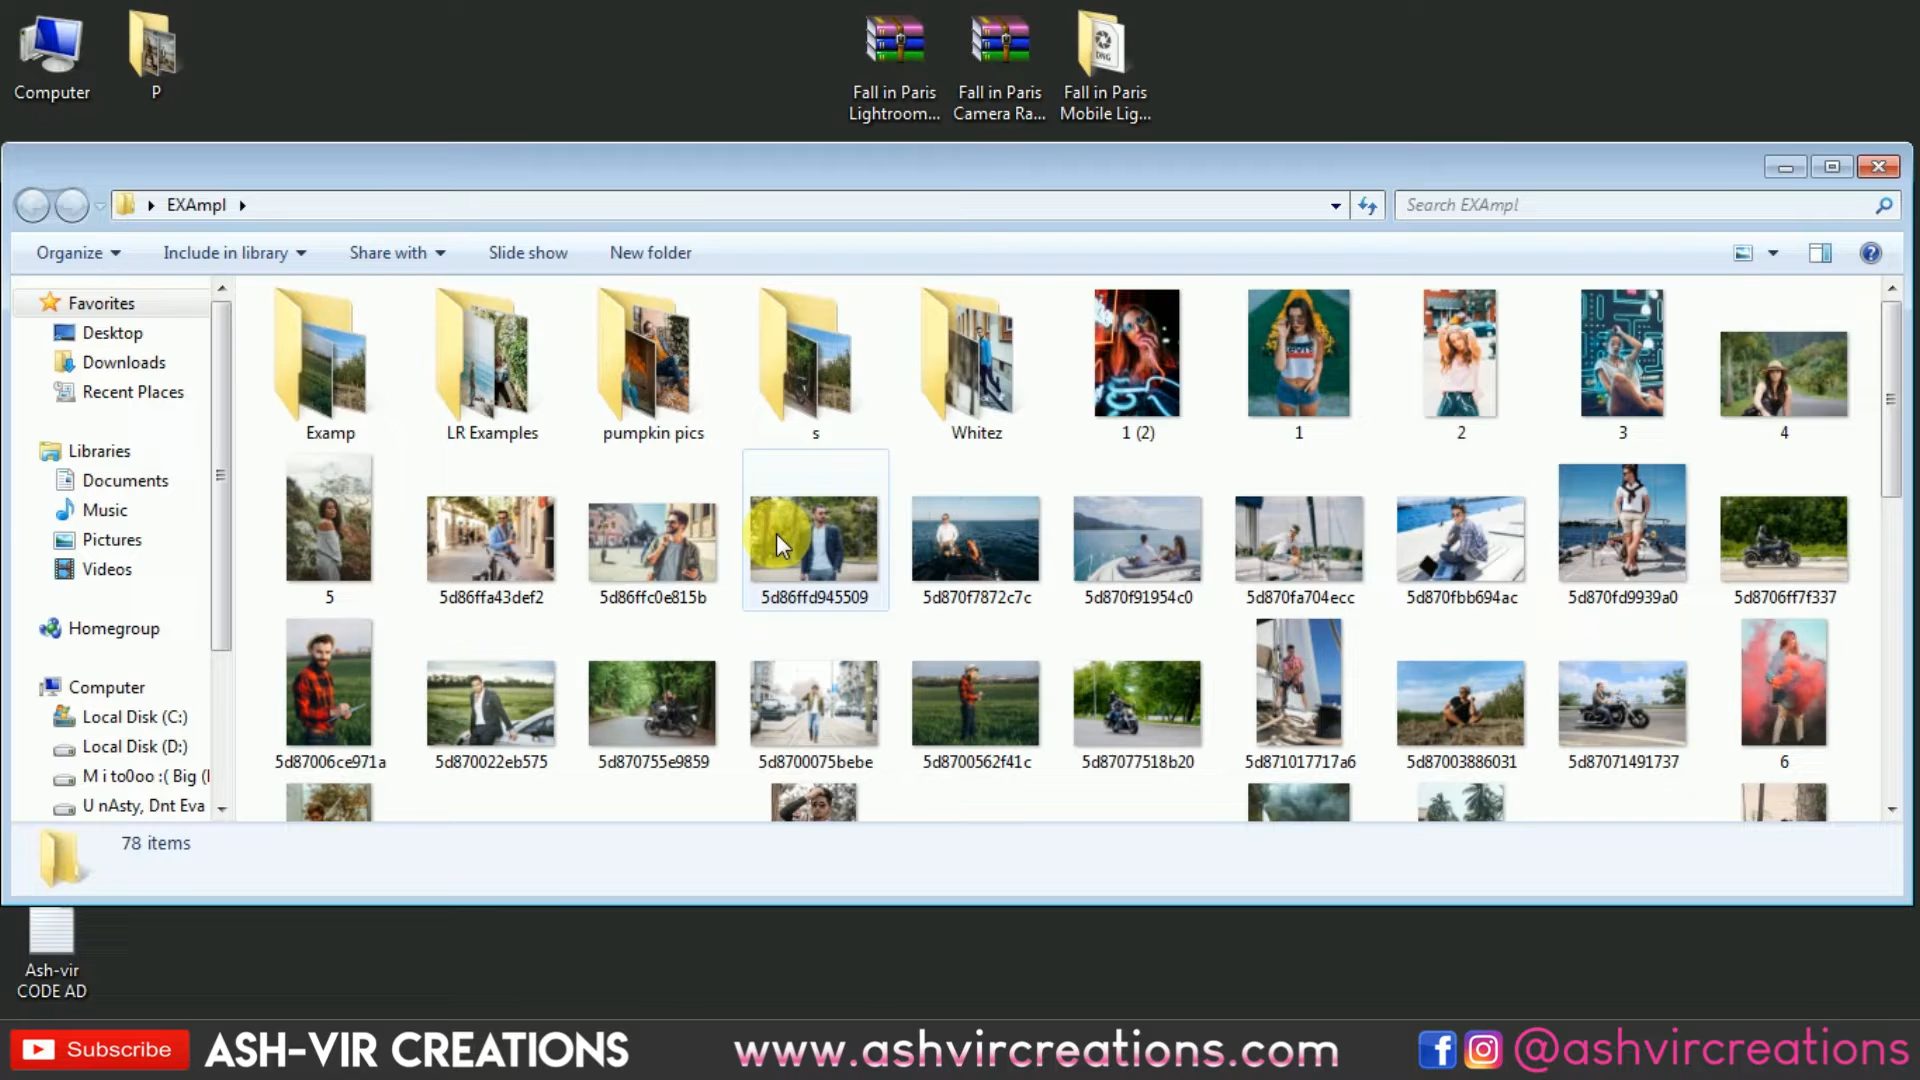 Computer
P
Fall in Paris
Lightroom...
Fall in Paris
Camera Ra...
Fall in Paris
Mobile Lig...
DNG
EXAmpl
Search EXAmpl
Organize
Include in library
Share with
Slide show
New folder
Favorites
Desktop
Downloads
Recent Places
Libraries
Documents
Music
Pictures
Videos
Homegroup
Computer
Local Disk (C:)
Local Disk (D:)
M i to0oo :( Big (
U nAsty, Dnt Eva
Examp
LR Examples
pumpkin pics
s
Whitez
1 (2)
1
2
3
4
5
5d86ffa43def2
5d86ffc0e815b
5d86ffd945509
5d870f7872c7c
5d870f91954c0
5d870fa704ecc
5d870fbb694ac
5d870fd9939a0
5d8706ff7f337
5d87006ce971a
5d870022eb575
5d870755e9859
5d8700075bebe
5d8700562f41c
5d87077518b20
5d871017717a6
5d87003886031
5d87071491737
6
78 items
Ash-vir
CODE AD
Subscribe
ASH-VIR CREATIONS
www.ashvircreations.com
@ashvircreations